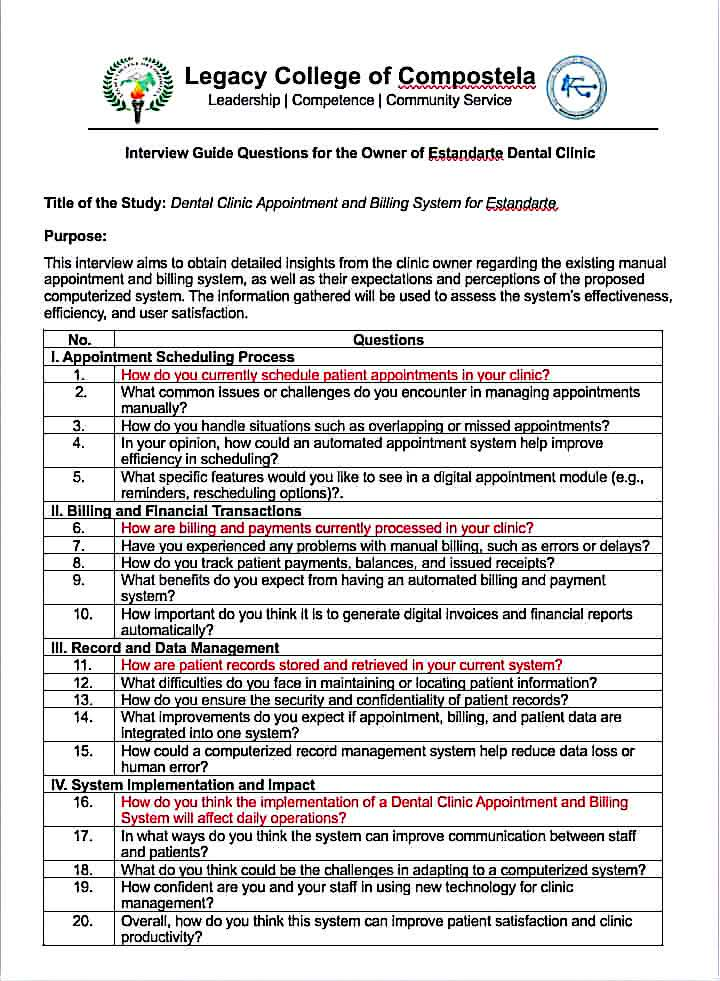 Legacy College of Compostela
Leadership | Competence | Community Service
Interview Guide Questions for the Owner of Estandarte Dental Clinic
Title of the Study: Dental Clinic Appointment and Billing System for Estandarte.
Purpose:
This interview aims to obtain detailed insights from the clinic owner regarding the existing manual
appointment and billing system, as well as their expectations and perceptions of the proposed
computerized system. The information gathered will be used to assess the system's effectiveness,
efficiency, and user satisfaction.
No. Questions
I. Appointment Scheduling Process
1. How do you currently schedule patient appointments in your clinic?
2. What common issues or challenges do you encounter in managing appointments
manually?
3. How do you handle situations such as overlapping or missed appointments?
4. In your opinion, how could an automated appointment system help improve
efficiency in scheduling?
5. What specific features would you like to see in a digital appointment module (e.g.,
reminders, rescheduling options)?.
II. Billing and Financial Transactions
6. How are billing and payments currently processed in your clinic?
7. Have you experienced any problems with manual billing, such as errors or delays?
8. How do you track patient payments, balances, and issued receipts?
9. What benefits do you expect from having an automated billing and payment
system?
10. How important do you think it is to generate digital invoices and financial reports
automatically?
III. Record and Data Management
11. How are patient records stored and retrieved in your current system?
12. What difficulties do you face in maintaining or locating patient information?
13. How do you ensure the security and confidentiality of patient records?
14. What improvements do you expect if appointment, billing, and patient data are
integrated into one system?
15. How could a computerized record management system help reduce data loss or
human error?
IV. System Implementation and Impact
16. How do you think the implementation of a Dental Clinic Appointment and Billing
System will affect daily operations?
17. In what ways do you think the system can improve communication between staff
and patients?
18. What do you think could be the challenges in adapting to a computerized system?
19. How confident are you and your staff in using new technology for clinic
management?
20. Overall, how do you think this system can improve patient satisfaction and clinic
productivity?